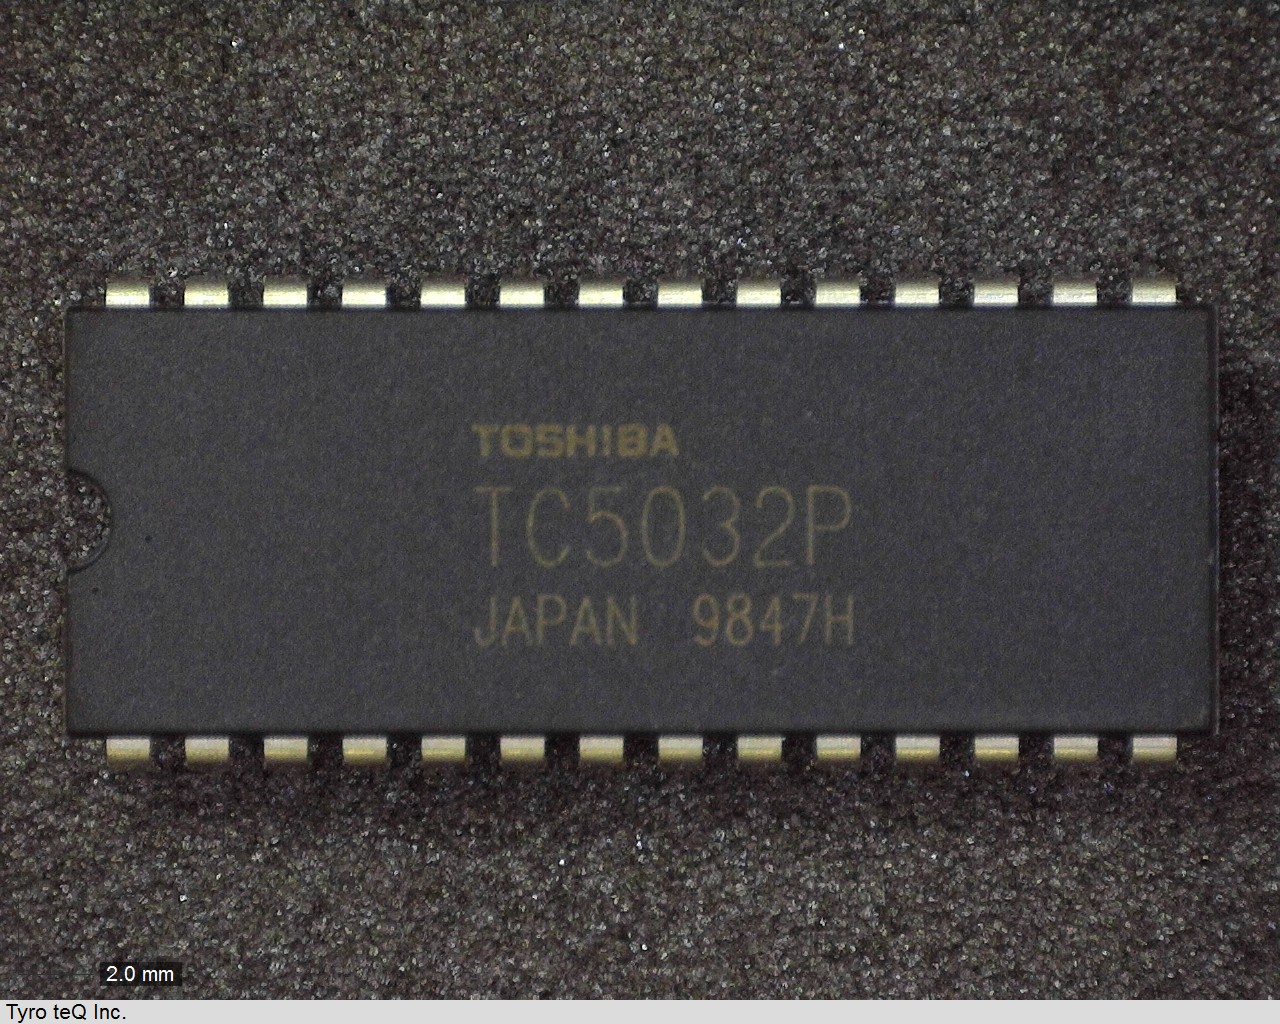 TOSHIBA
TC5032P
JAPAN 9847H
2.0 mm
Tyro teQ Inc.